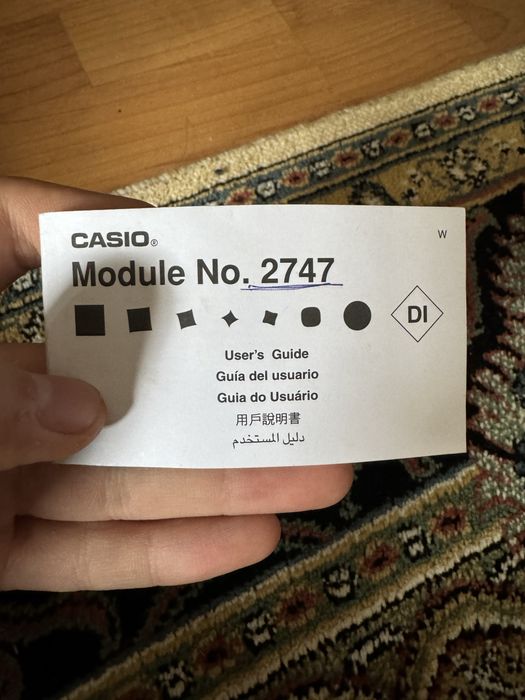 CASIO®
W
Module No. 2747
DI
User's Guide
Guía del usuario
Guia do Usuário
用戶說明書
دليل المستخدم